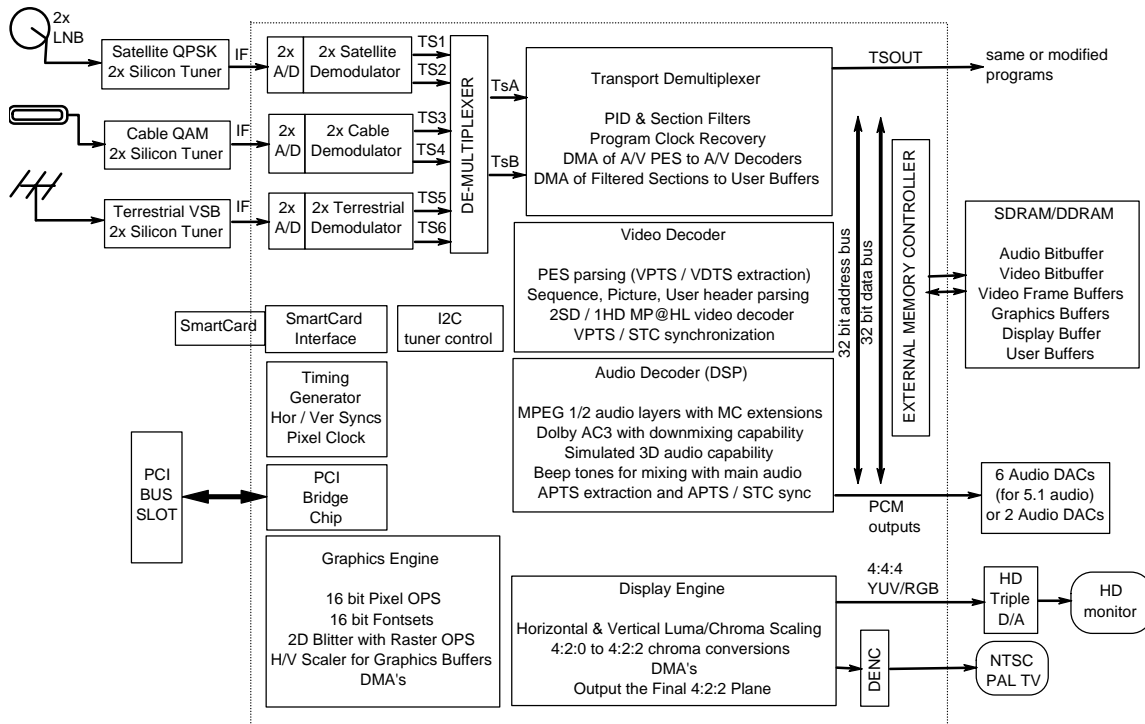 2x
LNB
Satellite QPSK
2x Silicon Tuner
IF
2x
A/D
2x Satellite
Demodulator
TS1
TS2
Cable QAM
2x Silicon Tuner
IF
2x
A/D
2x Cable
Demodulator
TS3
TS4
Terrestrial VSB
2x Silicon Tuner
IF
2x
A/D
2x Terrestrial
Demodulator
TS5
TS6
DE-MULTIPLEXER
TsA
TsB
Transport Demultiplexer
PID & Section Filters
Program Clock Recovery
DMA of A/V PES to A/V Decoders
DMA of Filtered Sections to User Buffers
TSOUT
same or modified
programs
Video Decoder
PES parsing (VPTS / VDTS extraction)
Sequence, Picture, User header parsing
2SD / 1HD MP@HL video decoder
VPTS / STC synchronization
32 bit address bus
32 bit data bus
EXTERNAL MEMORY CONTROLLER
SDRAM/DDRAM
Audio Bitbuffer
Video Bitbuffer
Video Frame Buffers
Graphics Buffers
Display Buffer
User Buffers
SmartCard
SmartCard
Interface
I2C
tuner control
Timing
Generator
Hor / Ver Syncs
Pixel Clock
Audio Decoder (DSP)
MPEG 1/2 audio layers with MC extensions
Dolby AC3 with downmixing capability
Simulated 3D audio capability
Beep tones for mixing with main audio
APTS extraction and APTS / STC sync
PCI
BUS
SLOT
PCI
Bridge
Chip
PCM
outputs
6 Audio DACs
(for 5.1 audio)
or 2 Audio DACs
Graphics Engine
16 bit Pixel OPS
16 bit Fontsets
2D Blitter with Raster OPS
H/V Scaler for Graphics Buffers
DMA's
Display Engine
Horizontal & Vertical Luma/Chroma Scaling
4:2:0 to 4:2:2 chroma conversions
DMA's
Output the Final 4:2:2 Plane
4:4:4
YUV/RGB
HD
Triple
D/A
HD
monitor
DENC
NTSC
PAL TV